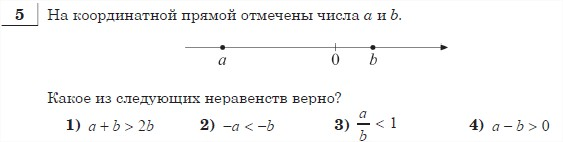 5 На координатной прямой отмечены числа a и b.
a 0 b
Какое из следующих неравенств верно?
1) a + b > 2b 2) –a < –b 3) a/b < 1 4) a – b > 0